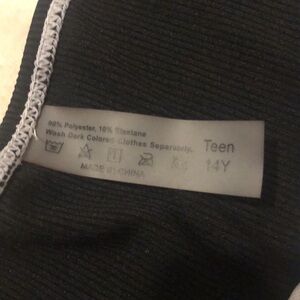 90% Polyester, 10% Elastane
Wash Dark Colored Clothes Separately. Teen
14Y
MADE IN CHINA